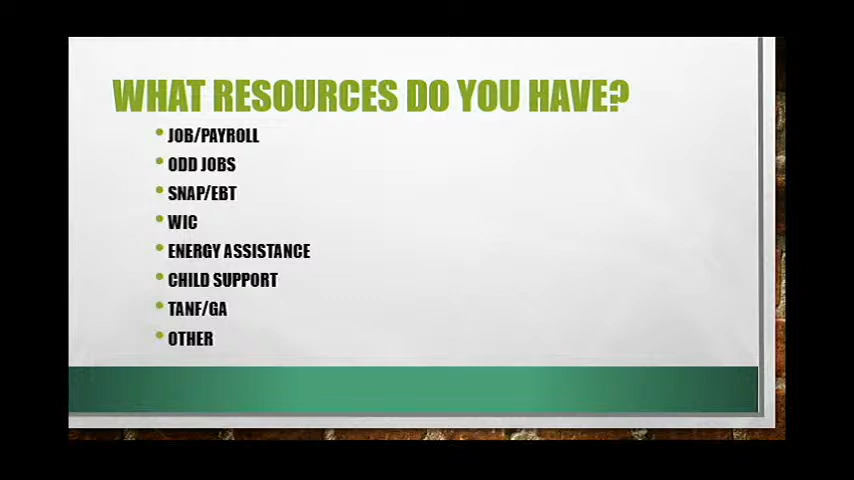 WHAT RESOURCES DO YOU HAVE?
• JOB/PAYROLL
• ODD JOBS
• SNAP/EBT
• WIC
• ENERGY ASSISTANCE
• CHILD SUPPORT
• TANF/GA
• OTHER